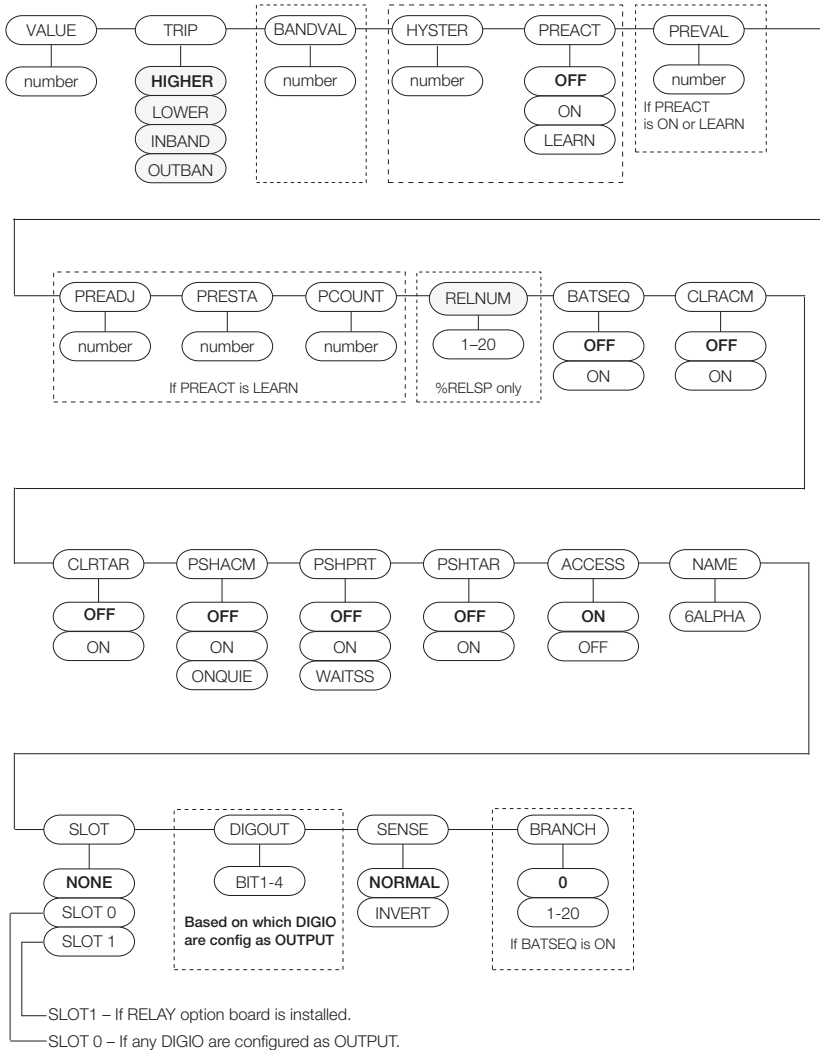 VALUE TRIP BANDVAL HYSTER PREACT PREVAL
number HIGHER number number OFF number
LOWER ON If PREACT
INBAND LEARN is ON or LEARN
OUTBAN
PREADJ PRESTA PCOUNT RELNUM BATSEQ CLRACM
number number number 1–20 OFF OFF
ON ON
If PREACT is LEARN %RELSP only
CLRTAR PSHACM PSHPRT PSHTAR ACCESS NAME
OFF OFF OFF OFF ON 6ALPHA
ON ON ON ON OFF
ONQUIE WAITSS
SLOT DIGOUT SENSE BRANCH
NONE BIT1-4 NORMAL 0
SLOT 0 Based on which DIGIO INVERT 1-20
SLOT 1 are config as OUTPUT If BATSEQ is ON
SLOT1 – If RELAY option board is installed.
SLOT 0 – If any DIGIO are configured as OUTPUT.